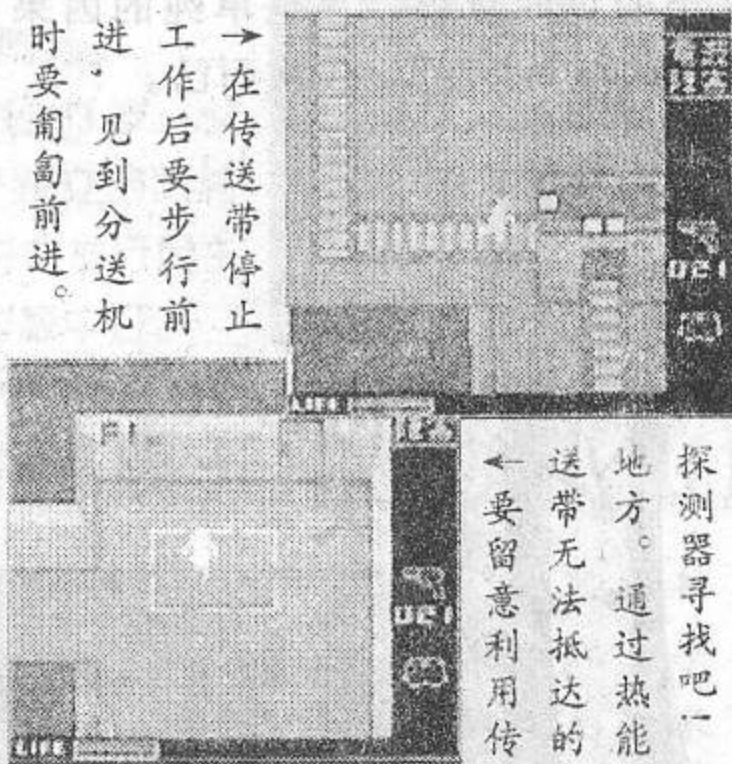 →在传送带停止
工作后要步行前
进，见到分送机
时要匍匐前进。
LIFE
←要留意利用传
送带无法抵达的
地方。通过热能
探测器寻找吧！
LIFE